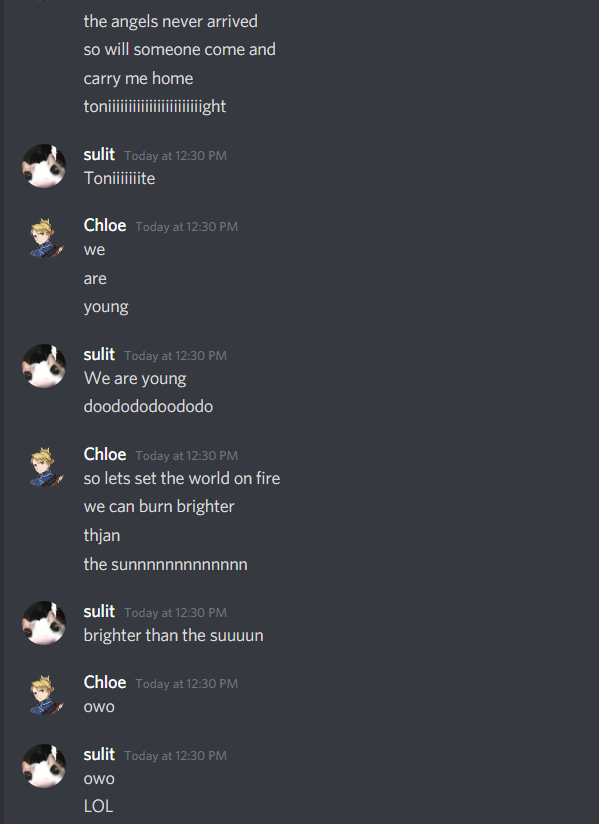 the angels never arrived
so will someone come and
carry me home
toniiiiiiiiiiiiiiiiiiiiiiight
sulit Today at 12:30 PM
Toniiiiiiite
Chloe Today at 12:30 PM
we
are
young
sulit Today at 12:30 PM
We are young
doodododoododo
Chloe Today at 12:30 PM
so lets set the world on fire
we can burn brighter
thjan
the sunnnnnnnnnnnnn
sulit Today at 12:30 PM
brighter than the suuuun
Chloe Today at 12:30 PM
owo
sulit Today at 12:30 PM
owo
LOL